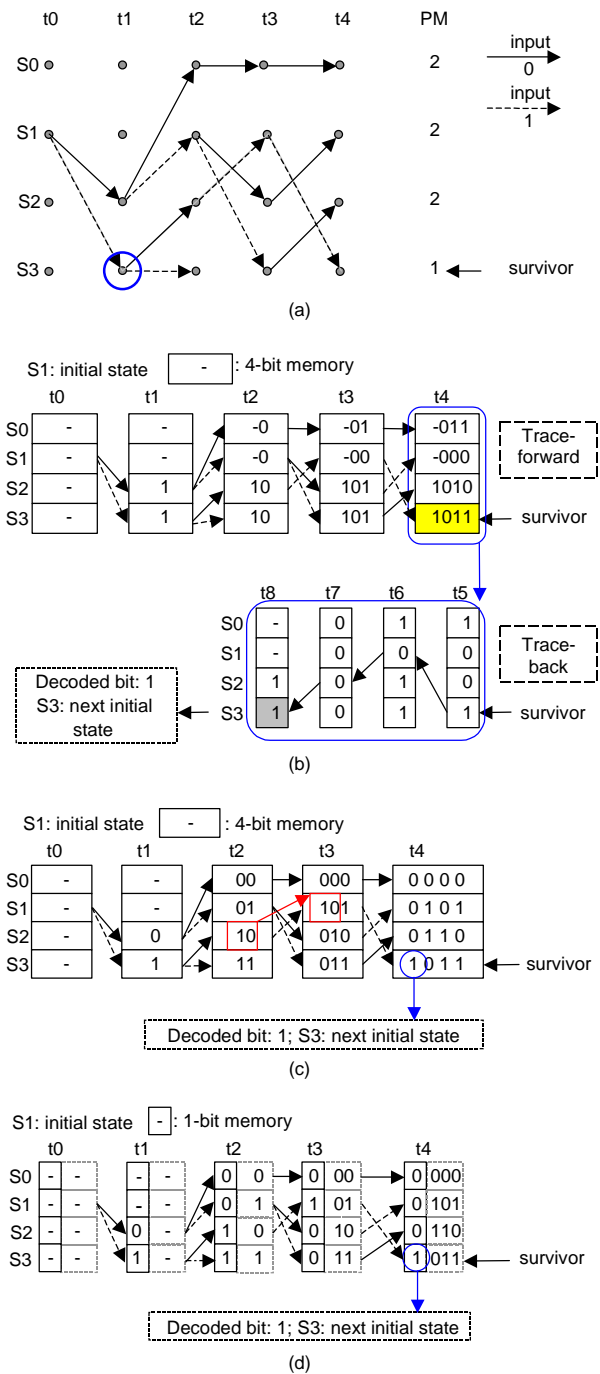 t0 t1 t2 t3 t4 PM
S0 2 input 0
S1 2 input 1
S2 2
S3 1 survivor
(a)
S1: initial state - : 4-bit memory
t0 t1 t2 t3 t4
S0 - - -0 -01 -011
S1 - - -0 -00 -000
S2 - 1 10 101 1010
S3 - 1 10 101 1011 survivor
Trace-
forward
t8 t7 t6 t5
S0 - 0 1 1
S1 - 0 0 0
S2 1 0 1 0
S3 1 0 1 1 survivor
Trace-
back
Decoded bit: 1
S3: next initial
state
(b)
S1: initial state - : 4-bit memory
t0 t1 t2 t3 t4
S0 - - 00 000 0 0 0 0
S1 - - 01 101 0 1 0 1
S2 - 0 10 010 0 1 1 0
S3 - 1 11 011 1 0 1 1 survivor
Decoded bit: 1; S3: next initial state
(c)
S1: initial state - : 1-bit memory
t0 t1 t2 t3 t4
S0 - - - - 0 0 0 00 0 000
S1 - - - - 0 1 1 01 0 101
S2 - - 0 - 1 0 0 10 0 110
S3 - - 1 - 1 1 0 11 1 011 survivor
Decoded bit: 1; S3: next initial state
(d)